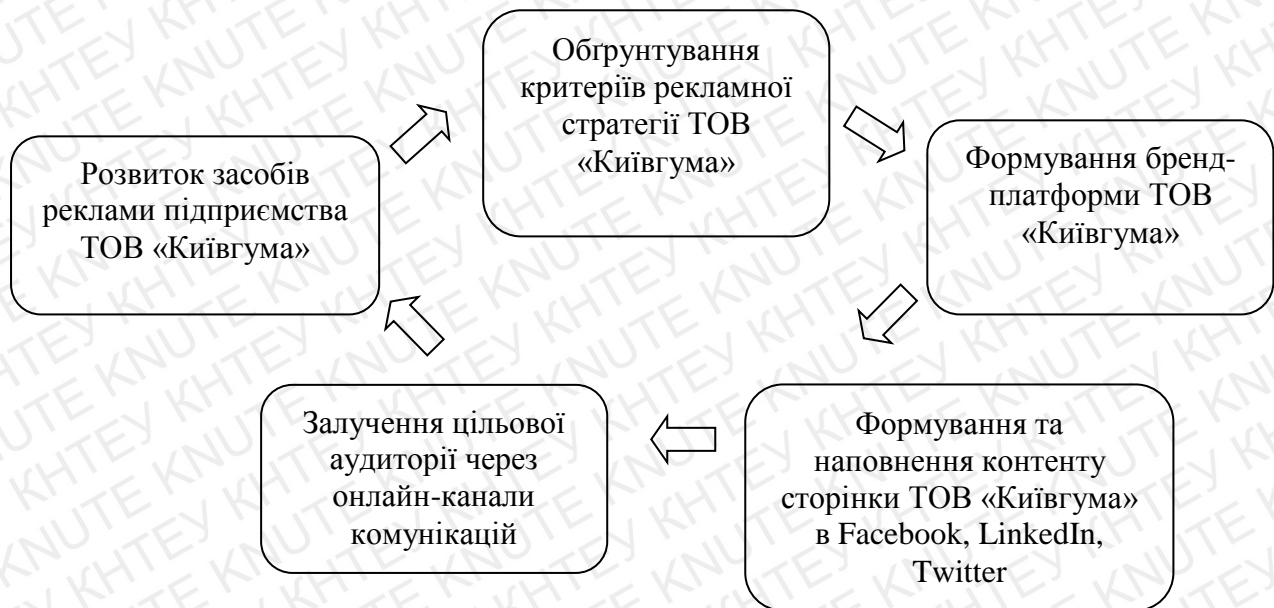 Обґрунтування
критеріїв рекламної
стратегії ТОВ
«Київгума»
Формування бренд-
платформи ТОВ
«Київгума»
Формування та
наповнення контенту
сторінки ТОВ «Київгума»
в Facebook, LinkedIn,
Twitter
Залучення цільової
аудиторії через
онлайн-канали
комунікацій
Розвиток засобів
реклами підприємства
ТОВ «Київгума»